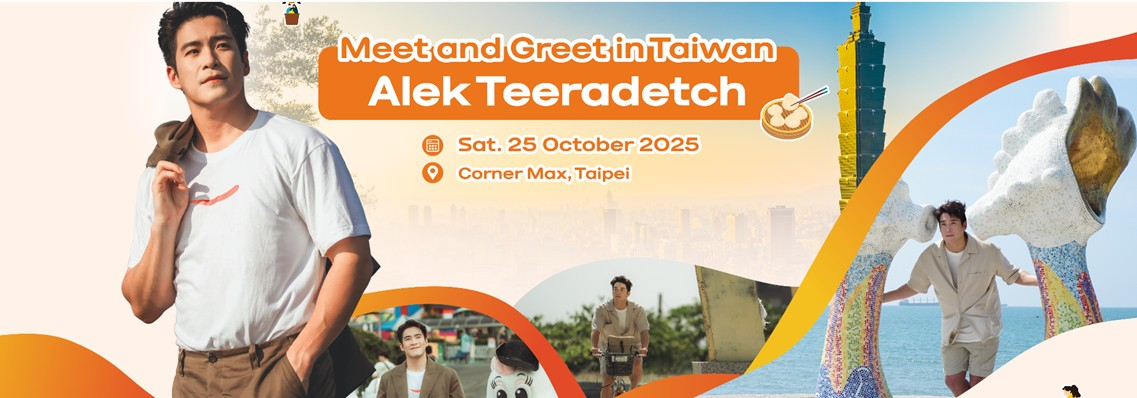 Meet and Greet in Taiwan
Alek Teeradetch
Sat. 25 October 2025
Corner Max, Taipei